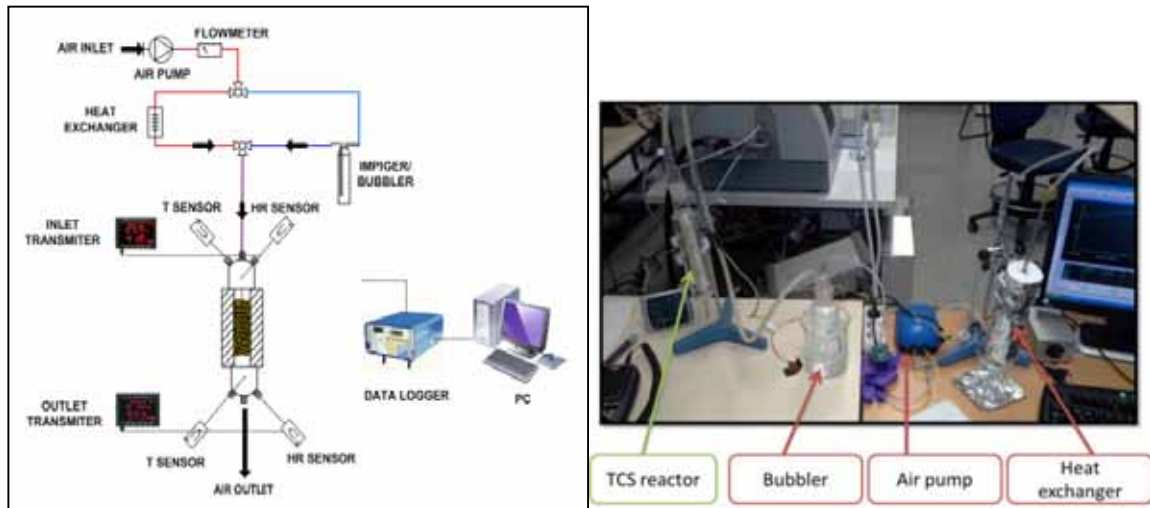 FLOWMETER
AIR INLET
AIR PUMP
HEAT
EXCHANGER
IMPIGER/
BUBBLER
T SENSOR
HR SENSOR
INLET
TRANSMITER
DATA LOGGER
PC
OUTLET
TRANSMITER
T SENSOR
HR SENSOR
AIR OUTLET
TCS reactor
Bubbler
Air pump
Heat
exchanger